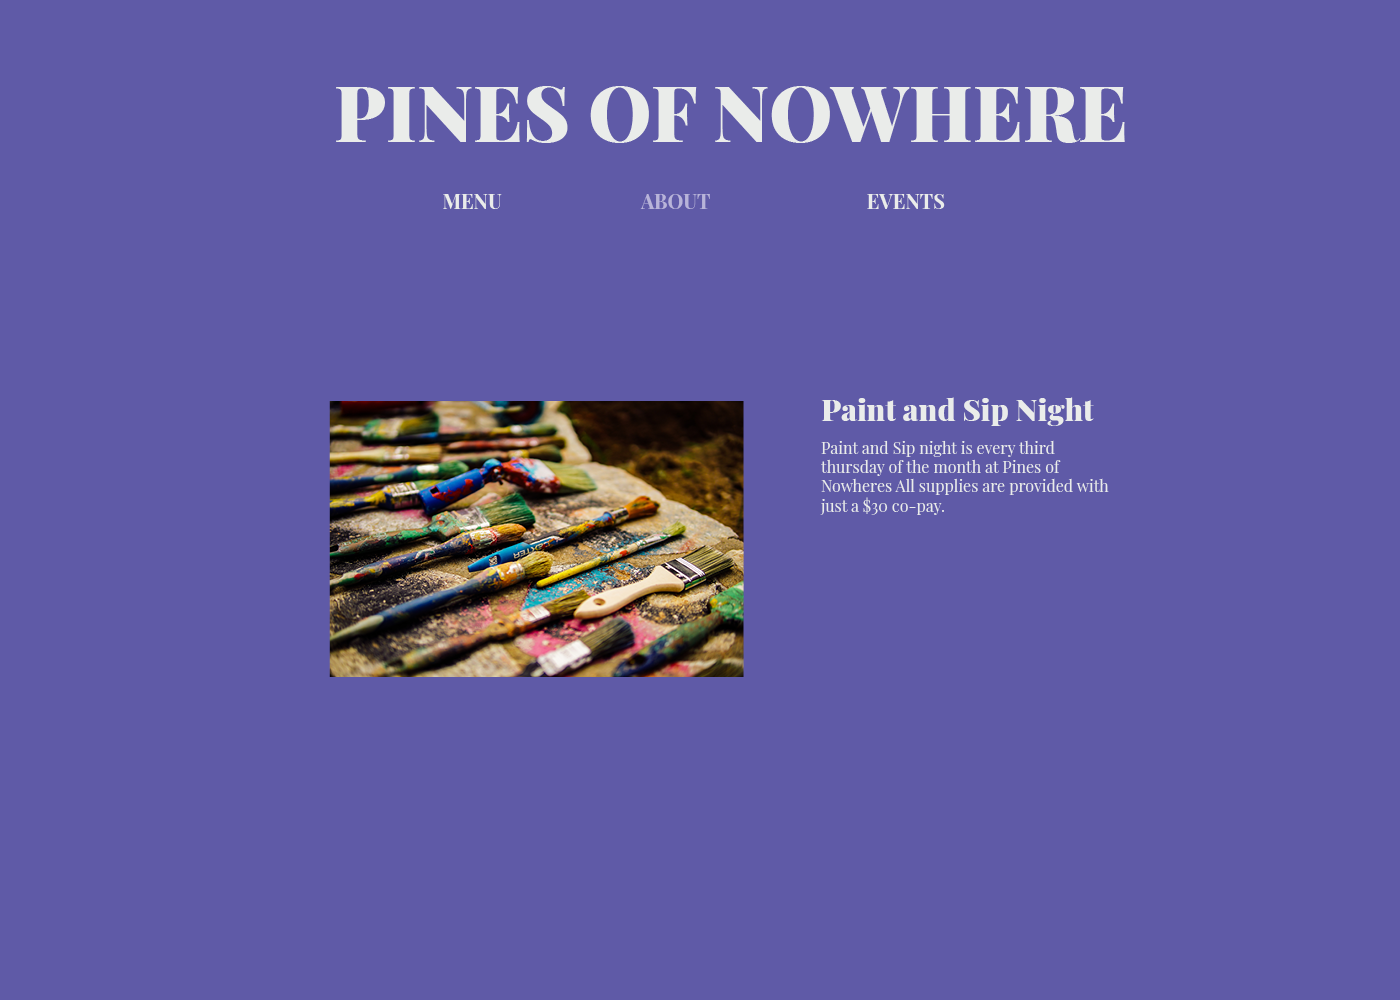 PINES OF NOWHERE
MENU ABOUT EVENTS
Paint and Sip Night
Paint and Sip night is every third
thursday of the month at Pines of
Nowheres All supplies are provided with
just a $30 co-pay.